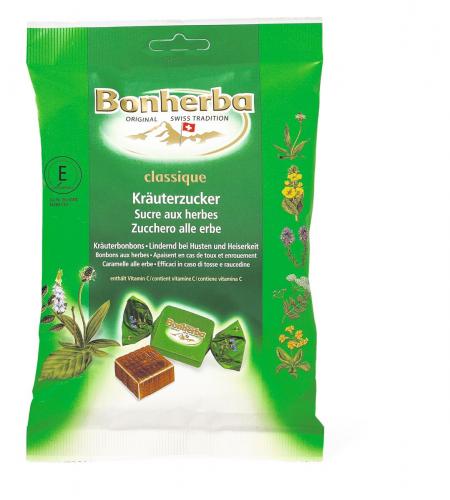 Bonherba
ORIGINAL SWISS TRADITION
classique
E
Kräuterzucker
Sucre aux herbes
Zucchero alle erbe
Kräuterbonbons • Lindernd bei Husten und Heiserkeit
Bonbons aux herbes • Apaisent en cas de toux et enrouement
Caramelle alle erbe • Efficaci in caso di tosse e raucedine
enthält Vitamin C / contient vitamine C / contiene vitamina C
Bonherba